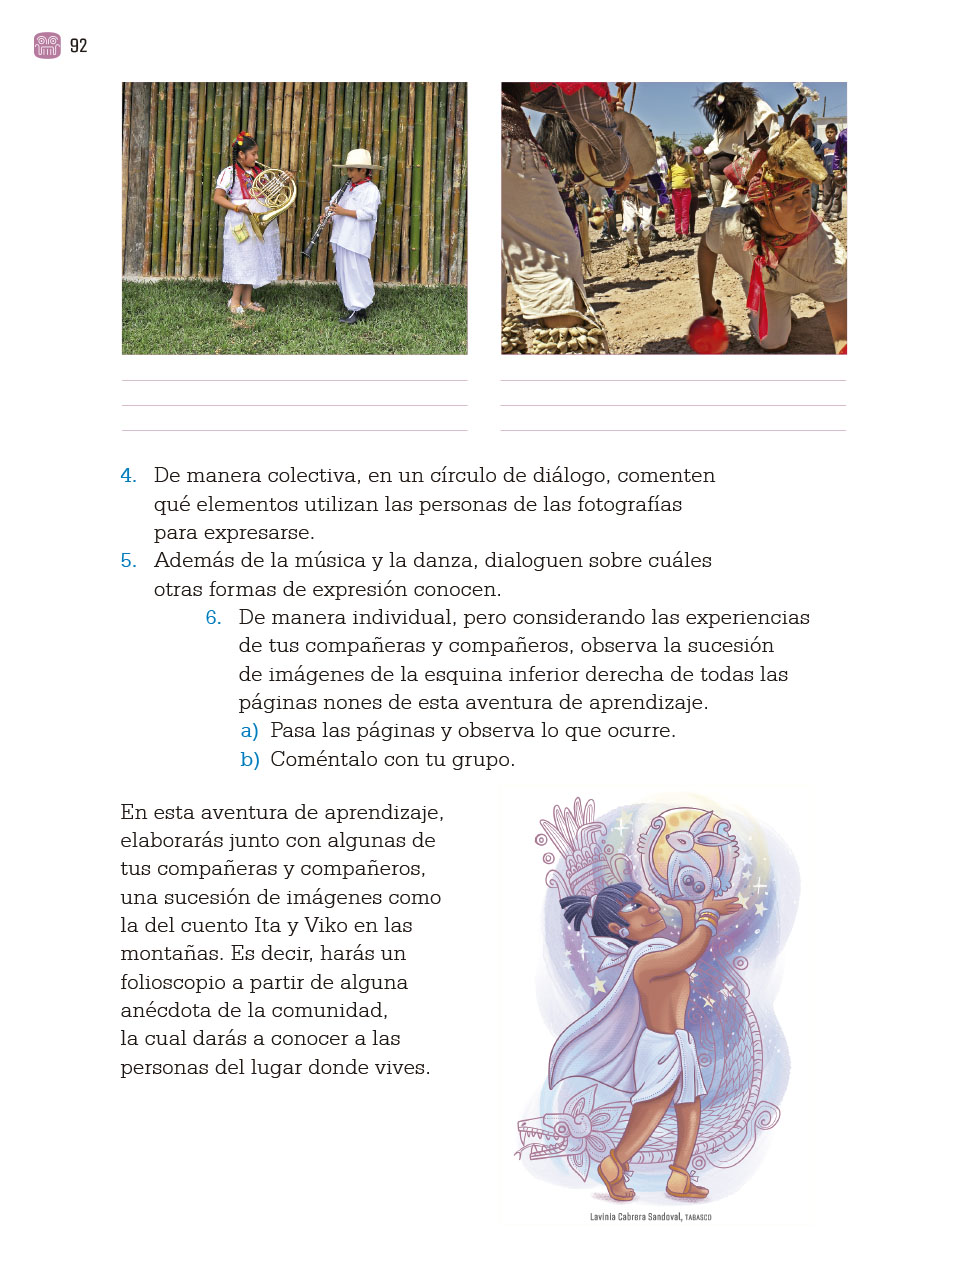 92
4. De manera colectiva, en un círculo de diálogo, comenten
qué elementos utilizan las personas de las fotografías
para expresarse.
5. Además de la música y la danza, dialoguen sobre cuáles
otras formas de expresión conocen.
6. De manera individual, pero considerando las experiencias
de tus compañeras y compañeros, observa la sucesión
de imágenes de la esquina inferior derecha de todas las
páginas nones de esta aventura de aprendizaje.
a) Pasa las páginas y observa lo que ocurre.
b) Coméntalo con tu grupo.
En esta aventura de aprendizaje,
elaborarás junto con algunas de
tus compañeras y compañeros,
una sucesión de imágenes como
la del cuento Ita y Viko en las
montañas. Es decir, harás un
folioscopio a partir de alguna
anécdota de la comunidad,
la cual darás a conocer a las
personas del lugar donde vives.
Lavinia Cabrera Sandoval, TABASCO